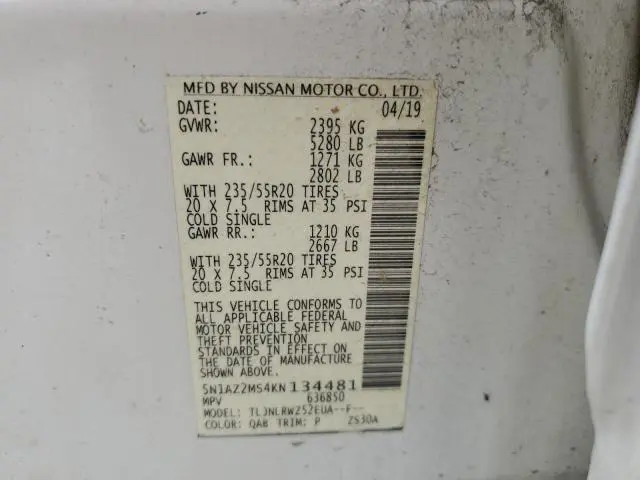 MFD BY NISSAN MOTOR CO., LTD.
DATE: 04/19
GVWR: 2395 KG
5280 LB
GAWR FR.: 1271 KG
2802 LB
WITH 235/55R20 TIRES
20 X 7.5 RIMS AT 35 PSI
COLD SINGLE
GAWR RR.: 1210 KG
2667 LB
WITH 235/55R20 TIRES
20 X 7.5 RIMS AT 35 PSI
COLD SINGLE
THIS VEHICLE CONFORMS TO
ALL APPLICABLE FEDERAL
MOTOR VEHICLE SAFETY AND
THEFT PREVENTION
STANDARDS IN EFFECT ON
THE DATE OF MANUFACTURE
SHOWN ABOVE.
5N1AZ2MS4KN134481
MPV 636850
MODEL: TLJNLRWZ52EUA--F--
COLOR: QAB TRIM: P ZS30A